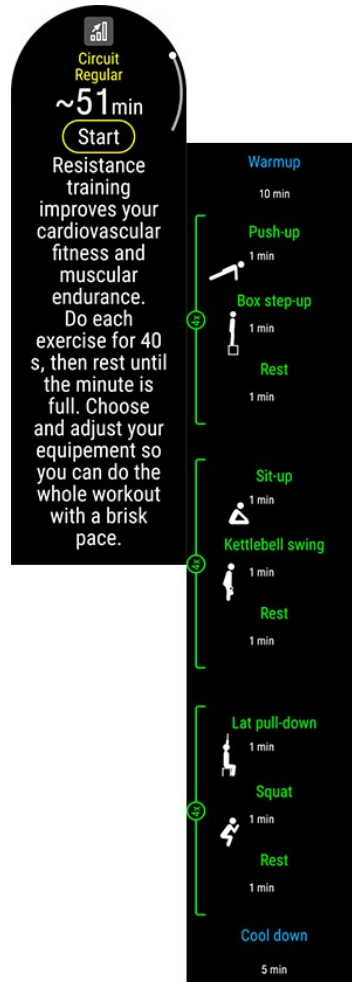 Circuit
Regular
~51min
Start
Resistance
training
improves your
cardiovascular
fitness and
muscular
endurance.
Do each
exercise for 40
s, then rest until
the minute is
full. Choose
and adjust your
equipement so
you can do the
whole workout
with a brisk
pace.
Warmup
10 min
Push-up
1 min
Box step-up
4x
1 min
Rest
1 min
Sit-up
1 min
Kettlebell swing
4x
1 min
Rest
1 min
Lat pull-down
1 min
Squat
4x
1 min
Rest
1 min
Cool down
5 min